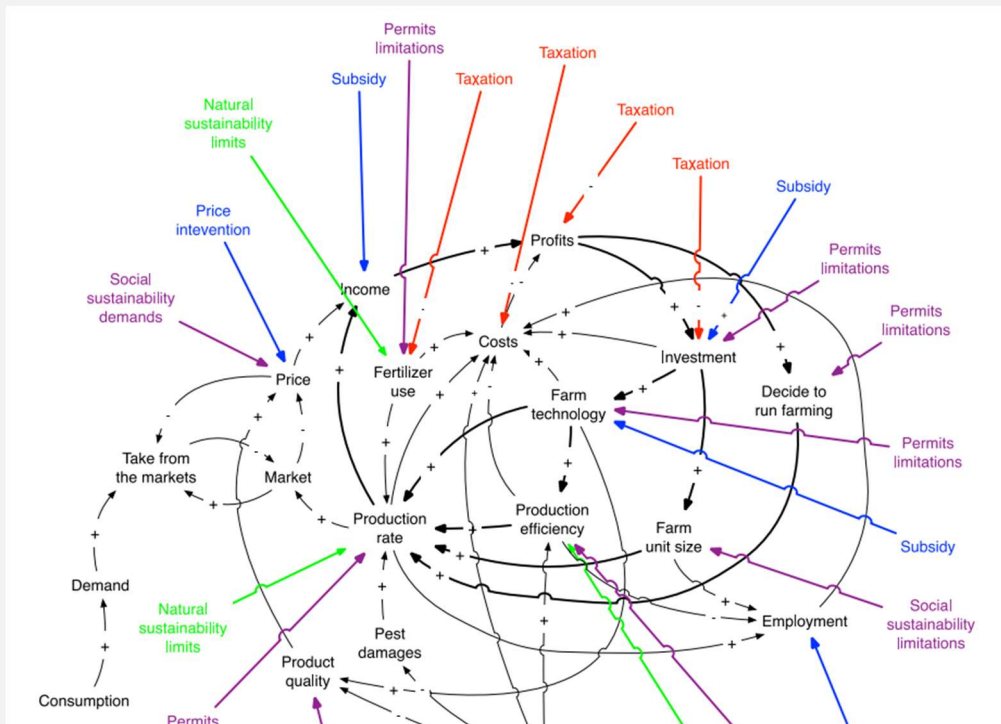 Permits
limitations
Taxation
Subsidy
Taxation
Natural
sustainability
limits
Taxation
Taxation
Subsidy
Price
intevention
Profits
Permits
limitations
Social
sustainability
demands
Income
Permits
limitations
Costs
Investment
Price
Fertilizer
use
Farm
technology
Decide to
run farming
Take from
the markets
Market
Permits
limitations
Production
rate
Production
efficiency
Farm
unit size
Subsidy
Demand
Natural
sustainability
limits
Social
sustainability
limitations
Employment
Pest
damages
Product
quality
Consumption
Permits